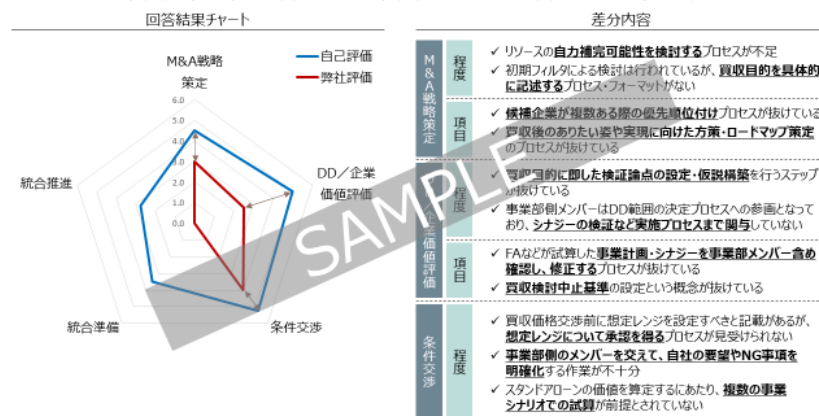 回答結果チャート
M&A戦略
策定
自己評価
弊社評価
6.0
5.0
4.0
3.0
2.0
1.0
0.0
DD／企業
価値評価
条件交渉
統合準備
統合推進
SAMPLE
差分内容
M&A戦略策定
程度
✓ リソースの自力補完可能性を検討するプロセスが不足
✓ 初期フィルタによる検討は行われているが、買収目的を具体的
に記述するプロセス・フォーマットがない
項目
✓ 候補企業が複数ある際の優先順位付けプロセスが抜けている
✓ 買収後のありたい姿や実現に向けた方策・ロードマップ策定
のプロセスが抜けている
／企業価値評価
程度
✓ 買収目的に即した検証論点の設定・仮説構築を行うステップ
が抜けている
✓ 事業部側メンバーはDD範囲の決定プロセスへの参画となって
おり、シナジーの検証など実施プロセスまで関与していない
項目
✓ FAなどが試算した事業計画・シナジーを事業部メンバー含め
確認し、修正するプロセスが抜けている
✓ 買収検討中止基準の設定という概念が抜けている
条件交渉
程度
✓ 買収価格交渉前に想定レンジを設定すべきと記載があるが、
想定レンジについて承認を得るプロセスが見受けられない
✓ 事業部側のメンバーを交えて、自社の要望やNG事項を
明確化する作業が不十分
✓ スタンドアローンの価値を算定するにあたり、複数の事業
シナリオでの試算が前提とされていない